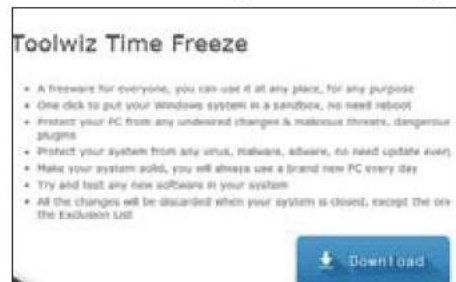 Toolwiz Time Freeze
A freeware for everyone, you can use it at any place, for any purpose
One click to put your Windows system in a sandbox, no need reboot
Protect your PC from any undesired changes & malicious threats, dangerous
plugins
Protect your system from any virus, malware, adware, no need update every
Make your system solid, you will always use a brand new PC every day
Try and test any new software in your system
All the changes will be discarded when your system is closed, except the
the Exclusion List
Download